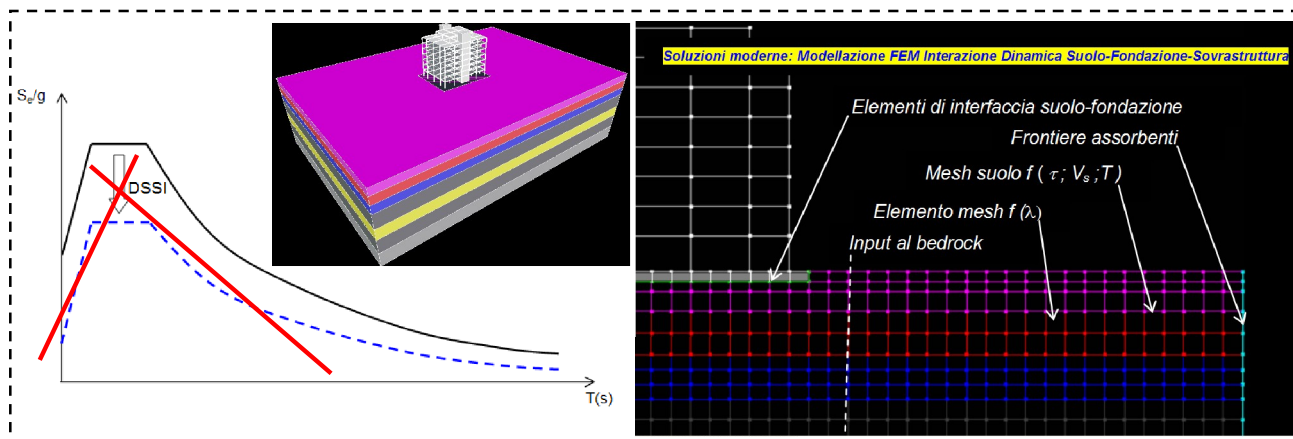 Se/g
DSSI
T(s)
Soluzioni moderne: Modellazione FEM Interazione Dinamica Suolo-Fondazione-Sovrastruttura
Elementi di interfaccia suolo-fondazione
Frontiere assorbenti
Mesh suolo f ( τ ; Vs ;T )
Elemento mesh f (λ)
Input al bedrock